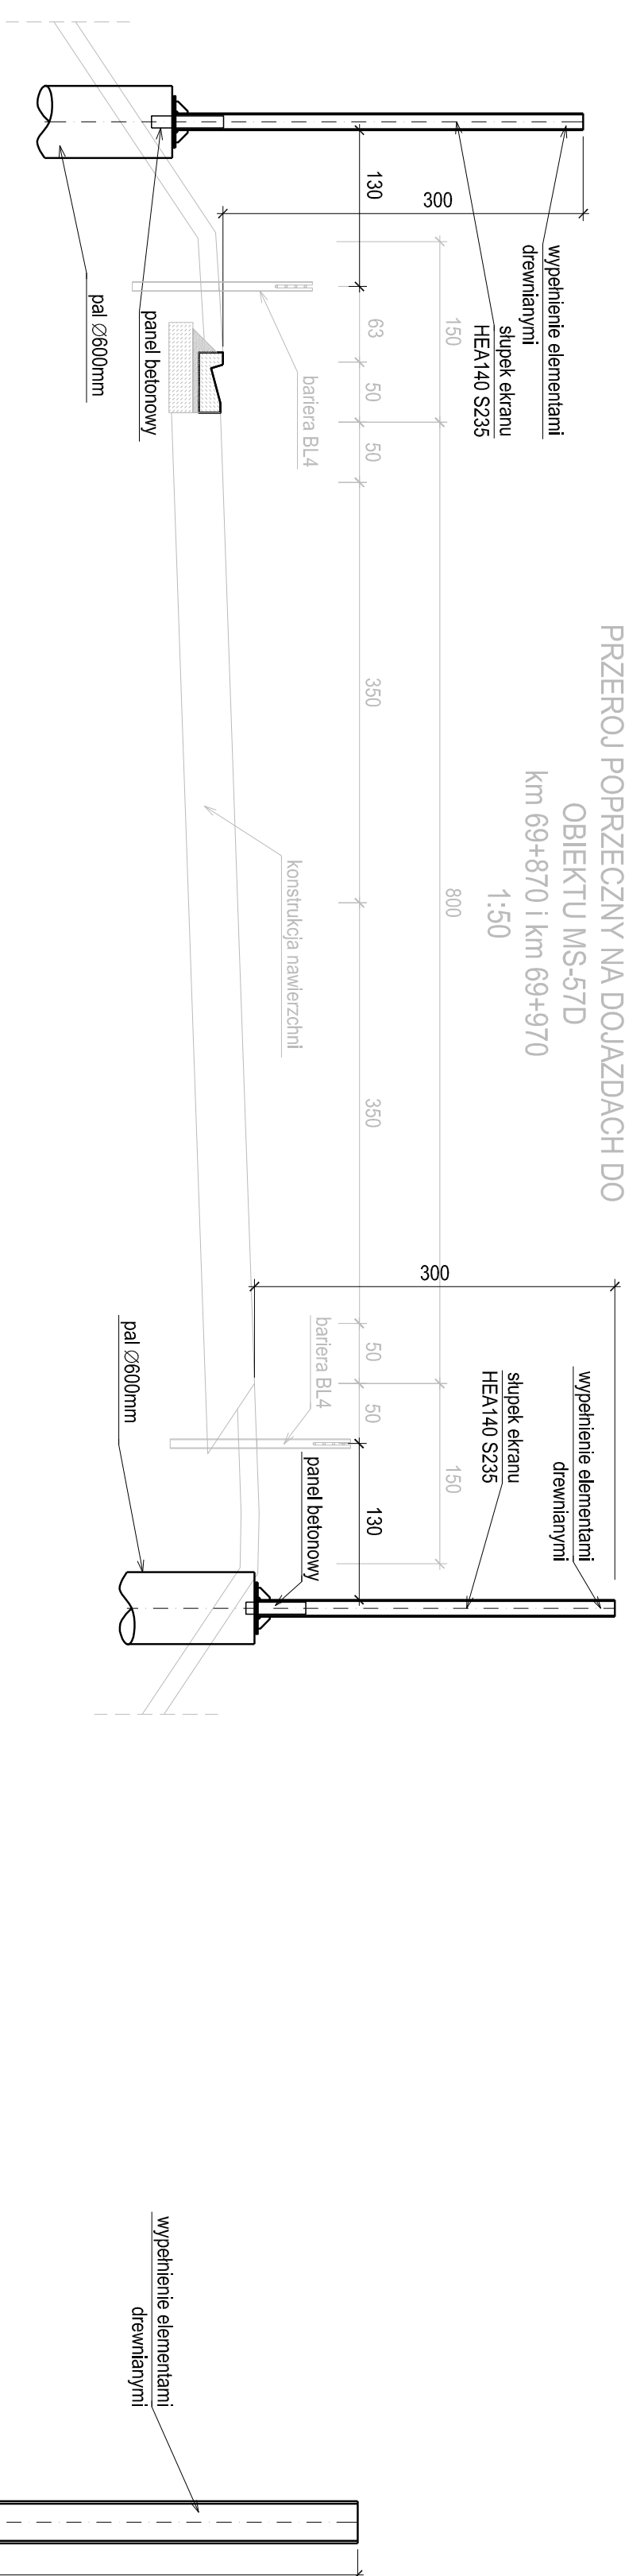 PRZEROJ POPRZECZNY NA DOJAZDACH DO
OBIEKTU MS-57D
km 69+870 i km 69+970
1:50
wypełnienie elementami
drewnianymi
słupek ekranu
HEA140 S235
300
150
800
150
130
63
50
50
350
350
50
50
130
bariera BL4
konstrukcja nawierzchni
panel betonowy
pal Ø600mm
wypełnienie elementami
drewnianymi
słupek ekranu
HEA140 S235
300
bariera BL4
panel betonowy
pal Ø600mm
wypełnienie elementami
drewnianymi